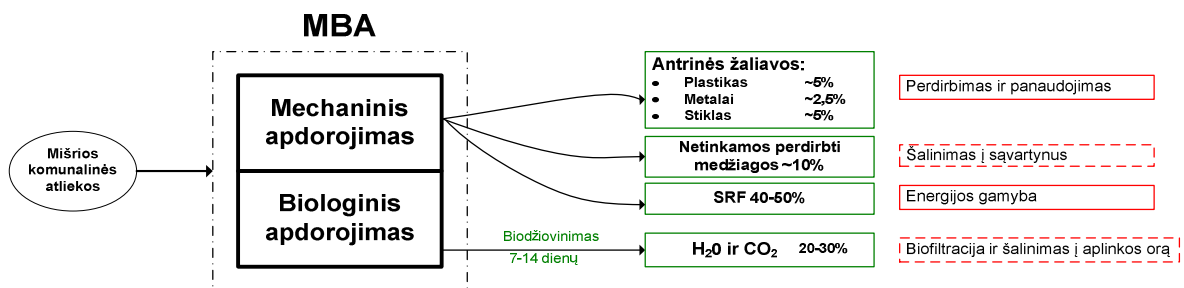 MBA
Mišrios
komunalinės
atliekos
Mechaninis
apdorojimas
Biologinis
apdorojimas
Biodžiovinimas
7-14 dienų
Antrinės žaliavos:
• Plastikas ~5%
• Metalai ~2,5%
• Stiklas ~5%
Netinkamos perdirbti
medžiagos ~10%
SRF 40-50%
H₂0 ir CO₂ 20-30%
Perdirbimas ir panaudojimas
Šalinimas į sąvartynus
Energijos gamyba
Biofiltracija ir šalinimas į aplinkos orą